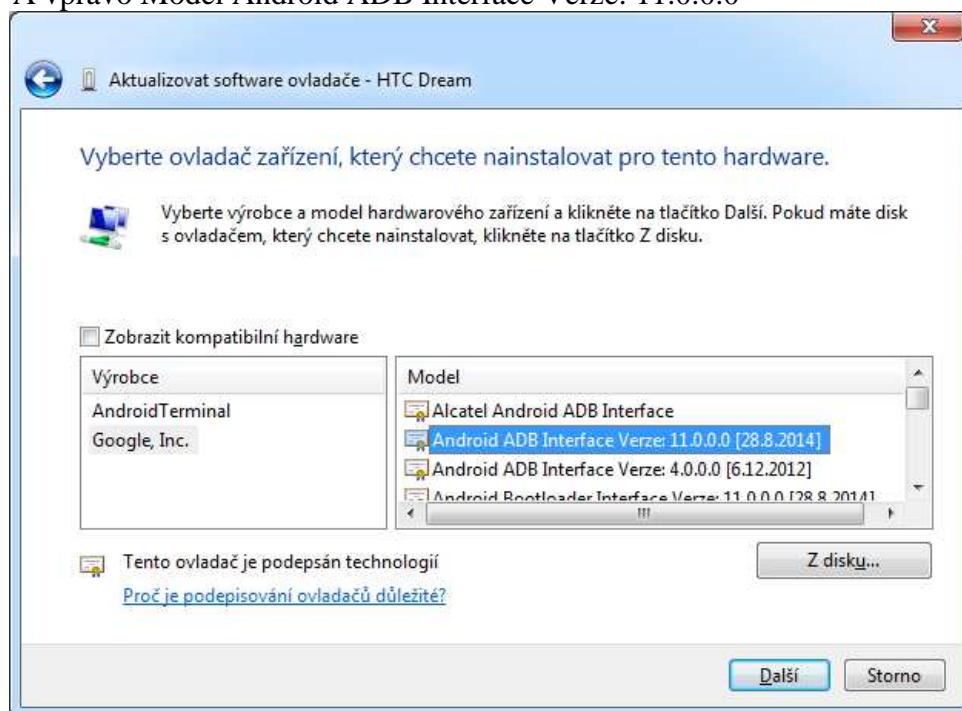 A vpravo Model Android ADB Interface Verze: 11.0.0.0
Aktualizovat software ovladače - HTC Dream
Vyberte ovladač zařízení, který chcete nainstalovat pro tento hardware.
Vyberte výrobce a model hardwarového zařízení a klikněte na tlačítko Další. Pokud máte disk
s ovladačem, který chcete nainstalovat, klikněte na tlačítko Z disku.
Zobrazit kompatibilní hardware
Výrobce
AndroidTerminal
Google, Inc.
Model
Alcatel Android ADB Interface
Android ADB Interface Verze: 11.0.0.0 [28.8.2014]
Android ADB Interface Verze: 4.0.0.0 [6.12.2012]
Android Bootloader Interface Verze: 11.0.0.0 [28.8.2014]
Tento ovladač je podepsán technologií
Proč je podepisování ovladačů důležité?
Z disku...
Další
Storno